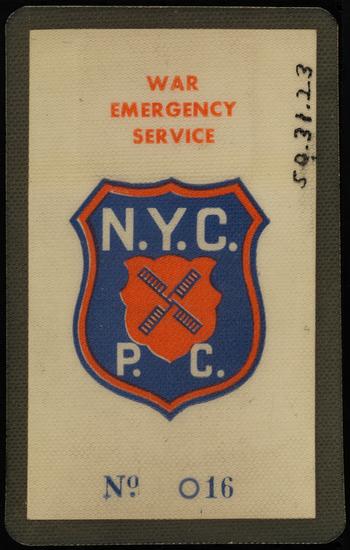 WAR
EMERGENCY
SERVICE
50.31.23
N.Y.C.
P. C.
Nº 016